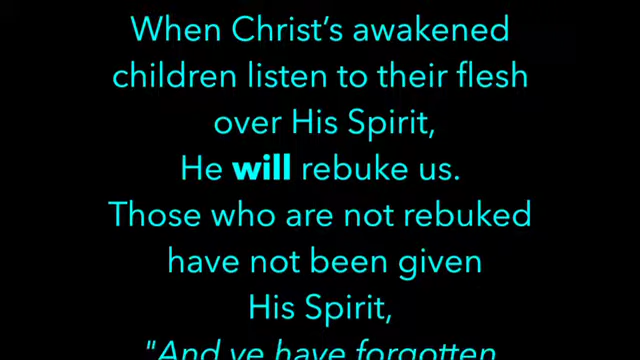 When Christ's awakened
children listen to their flesh
over His Spirit,
He will rebuke us.
Those who are not rebuked
have not been given
His Spirit,
"And ye have forgotten